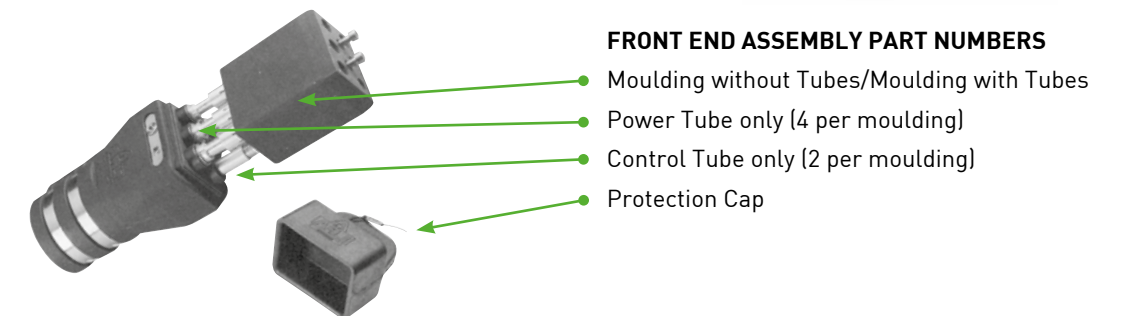 FRONT END ASSEMBLY PART NUMBERS
Moulding without Tubes/Moulding with Tubes
Power Tube only (4 per moulding)
Control Tube only (2 per moulding)
Protection Cap